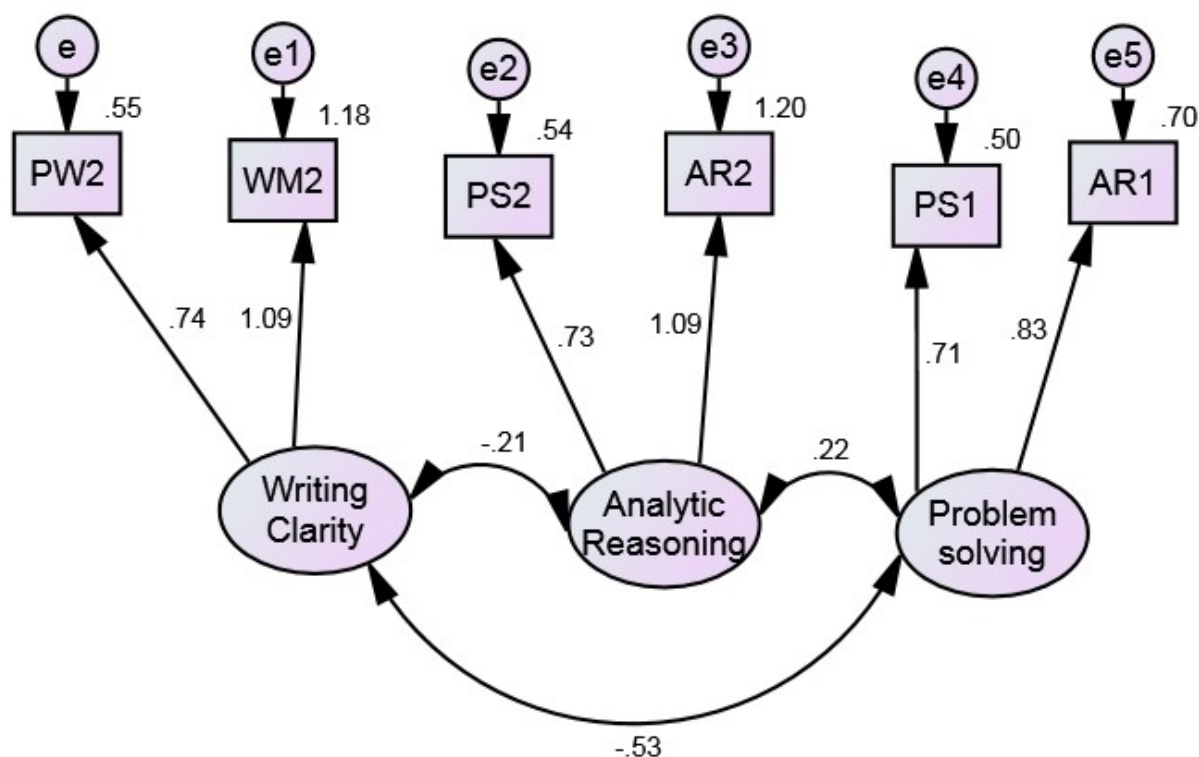 e
e1
e2
e3
e4
e5
.55
1.18
.54
1.20
.50
.70
PW2
WM2
PS2
AR2
PS1
AR1
.74
1.09
.73
1.09
.71
.83
-.21
.22
Writing
Clarity
Analytic
Reasoning
Problem
solving
-.53